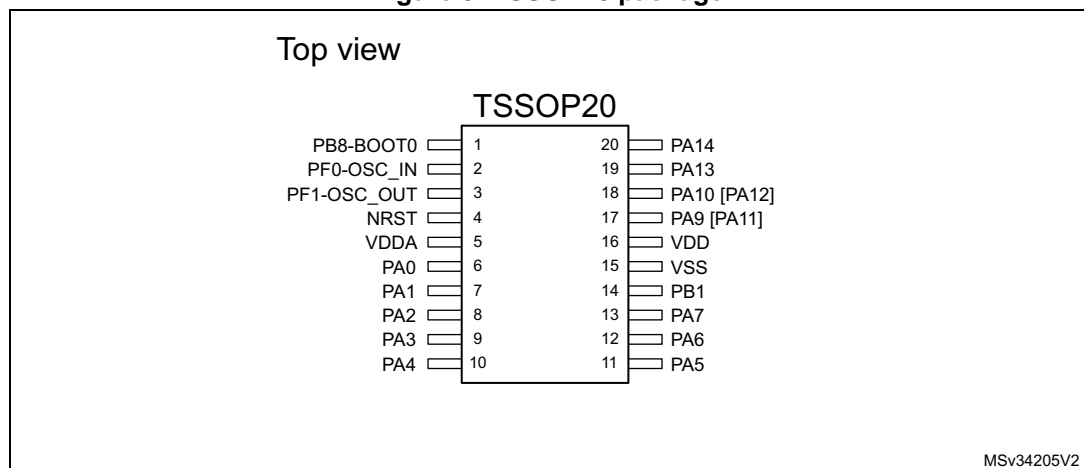 Top view
TSSOP20
PB8-BOOT0 1 20 PA14
PF0-OSC_IN 2 19 PA13
PF1-OSC_OUT 3 18 PA10 [PA12]
NRST 4 17 PA9 [PA11]
VDDA 5 16 VDD
PA0 6 15 VSS
PA1 7 14 PB1
PA2 8 13 PA7
PA3 9 12 PA6
PA4 10 11 PA5
MSv34205V2